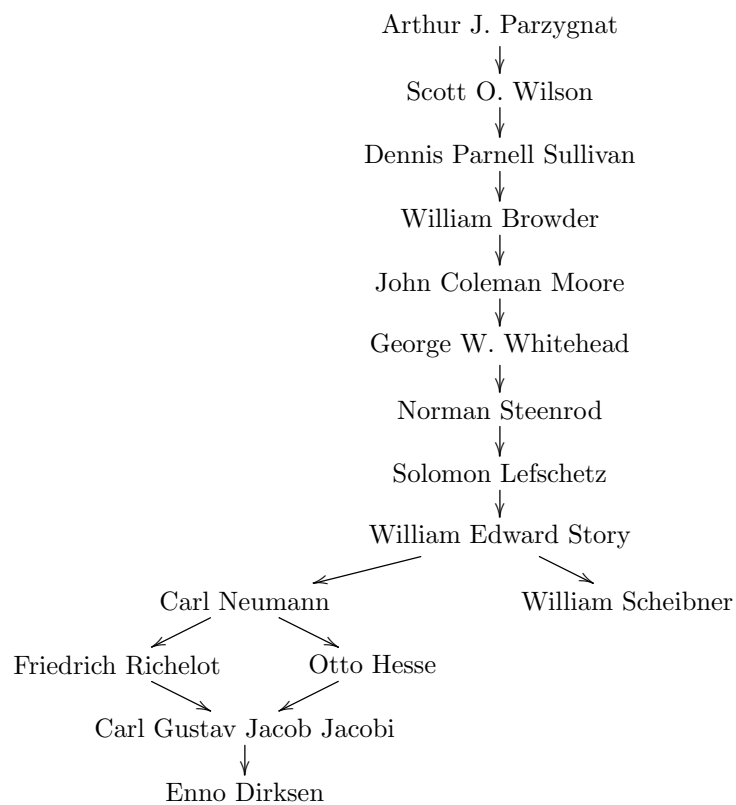 Arthur J. Parzygnat
Scott O. Wilson
Dennis Parnell Sullivan
William Browder
John Coleman Moore
George W. Whitehead
Norman Steenrod
Solomon Lefschetz
William Edward Story
Carl Neumann
William Scheibner
Friedrich Richelot
Otto Hesse
Carl Gustav Jacob Jacobi
Enno Dirksen